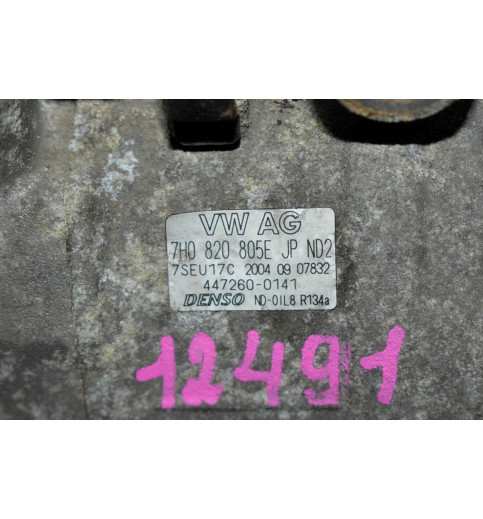 VW AG
7H0 820 805E JP ND2
7SEU17C 2004 09 07832
447260-0141
DENSO ND-OIL8 R134a
12491